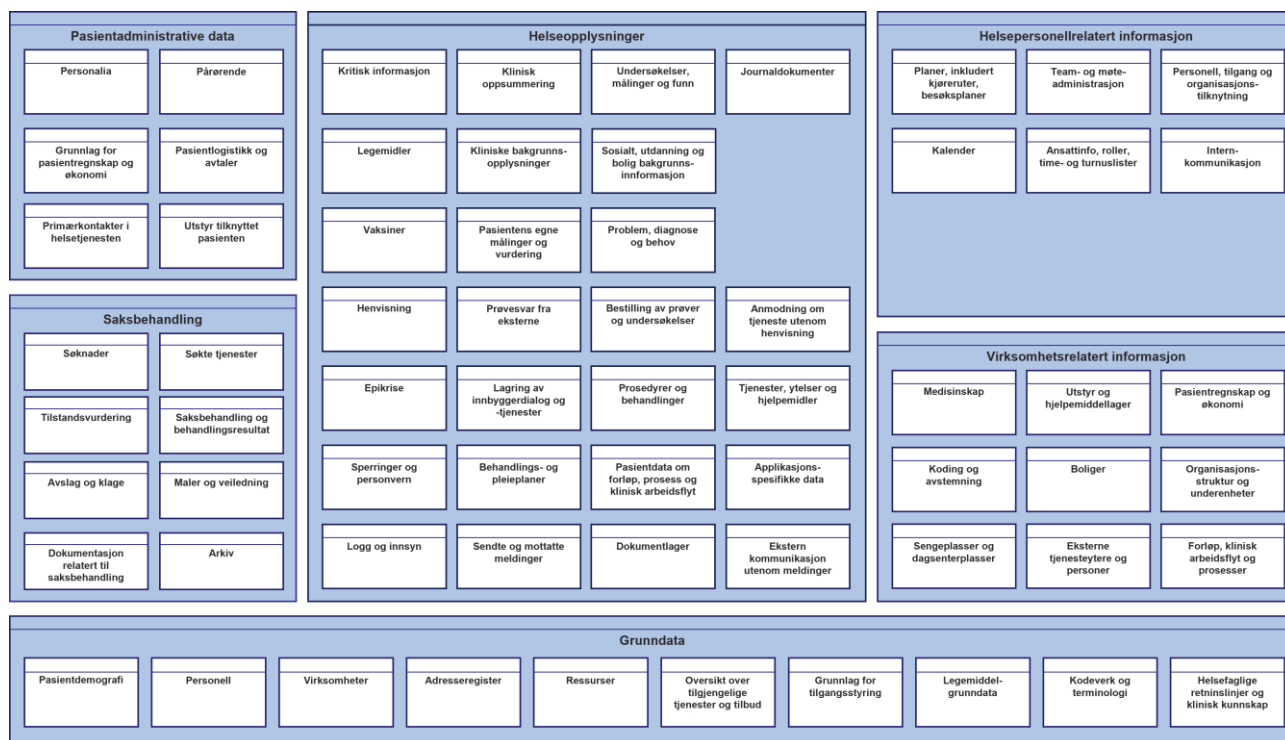 Pasientadministrative data
Personalia
Pårørende
Grunnlag for
pasientregnskap og
økonomi
Pasientlogistikk og
avtaler
Primærkontakter i
helsetjenesten
Utstyr tilknyttet
pasienten
Saksbehandling
Søknader
Søkte tjenester
Tilstandsvurdering
Saksbehandling og
behandlingsresultat
Avslag og klage
Maler og veiledning
Dokumentasjon
relatert til
saksbehandling
Arkiv
Helseopplysninger
Kritisk informasjon
Klinisk
oppsummering
Undersøkelser,
målinger og funn
Journaldokumenter
Legemidler
Kliniske bakgrunns-
opplysninger
Sosialt, utdanning og
bolig bakgrunns-
innformasjon
Vaksiner
Pasientens egne
målinger og
vurdering
Problem, diagnose
og behov
Henvisning
Prøvesvar fra
eksterne
Bestilling av prøver
og undersøkelser
Anmodning om
tjeneste utenom
henvisning
Epikrise
Lagring av
innbyggerdialog og
-tjenester
Prosedyrer og
behandlinger
Tjenester, ytelser og
hjelpemidler
Sperringer og
personvern
Behandlings- og
pleieplaner
Pasientdata om
forløp, prosess og
klinisk arbeidsflyt
Applikasjons-
spesifikke data
Logg og innsyn
Sendte og mottatte
meldinger
Dokumentlager
Ekstern
kommunikasjon
utenom meldinger
Helsepersonellrelatert informasjon
Planer, inkludert
kjøreruter,
besøksplaner
Team- og møte-
administrasjon
Personell, tilgang og
organisasjons-
tilknytning
Kalender
Ansattinfo, roller,
time- og turnuslister
Intern-
kommunikasjon
Virksomhetsrelatert informasjon
Medisinskap
Utstyr og
hjelpemiddellager
Pasientregnskap og
økonomi
Koding og
avstemning
Boliger
Organisasjons-
struktur og
underenheter
Sengeplasser og
dagsenterplasser
Eksterne
tjenesteytere og
personer
Forløp, klinisk
arbeidsflyt og
prosesser
Grunndata
Pasientdemografi
Personell
Virksomheter
Adresseregister
Ressurser
Oversikt over
tilgjengelige
tjenester og tilbud
Grunnlag for
tilgangsstyring
Legemiddel-
grunndata
Kodeverk og
terminologi
Helsefaglige
retninslinjer og
klinisk kunnskap